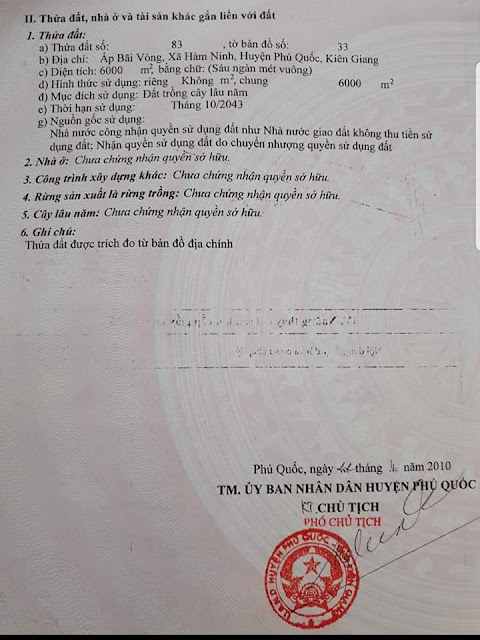 II. Thửa đất, nhà ở và tài sản khác gắn liền với đất
1. Thửa đất:
a) Thửa đất số: 83 , tờ bản đồ số: 33
b) Địa chỉ: Ấp Bãi Vòng, Xã Hàm Ninh, Huyện Phú Quốc, Kiên Giang
c) Diện tích: 6000 m², bằng chữ: (Sáu ngàn mét vuông)
d) Hình thức sử dụng: riêng Không m², chung 6000 m²
đ) Mục đích sử dụng: Đất trồng cây lâu năm
e) Thời hạn sử dụng: Tháng 10/2043
g) Nguồn gốc sử dụng:
Nhà nước công nhận quyền sử dụng đất như Nhà nước giao đất không thu tiền sử
dụng đất; Nhận quyền sử dụng đất do chuyển nhượng quyền sử dụng đất
2. Nhà ở: Chưa chứng nhận quyền sở hữu.
3. Công trình xây dựng khác: Chưa chứng nhận quyền sở hữu.
4. Rừng sản xuất là rừng trồng: Chưa chứng nhận quyền sở hữu.
5. Cây lâu năm: Chưa chứng nhận quyền sở hữu.
6. Ghi chú:
Thửa đất được trích đo từ bản đồ địa chính
Phú Quốc, ngày tháng năm 2010
TM. ỦY BAN NHÂN DÂN HUYỆN PHÚ QUỐC
KT. CHỦ TỊCH
PHÓ CHỦ TỊCH
U.B.N.D HUYỆN PHÚ QUỐC